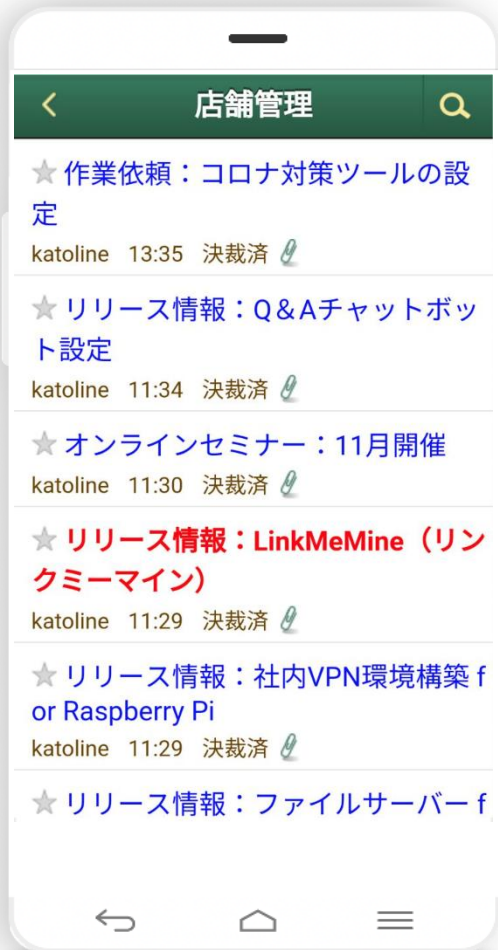 店舗管理
作業依頼：コロナ対策ツールの設
定
katoline 13:35 決裁済
リリース情報：Q＆Aチャットボッ
ト設定
katoline 11:34 決裁済
オンラインセミナー：11月開催
katoline 11:30 決裁済
リリース情報：LinkMeMine（リン
クミーマイン）
katoline 11:29 決裁済
リリース情報：社内VPN環境構築 f
or Raspberry Pi
katoline 11:29 決裁済
リリース情報：ファイルサーバー f